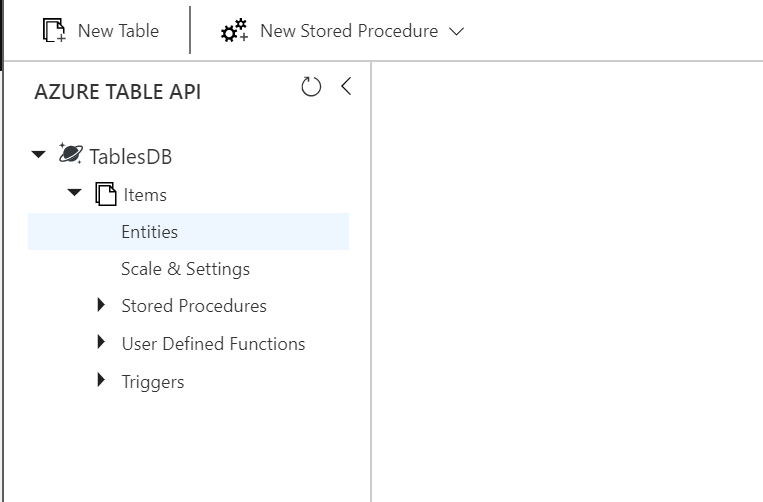 New Table
New Stored Procedure
AZURE TABLE API
TablesDB
Items
Entities
Scale & Settings
Stored Procedures
User Defined Functions
Triggers